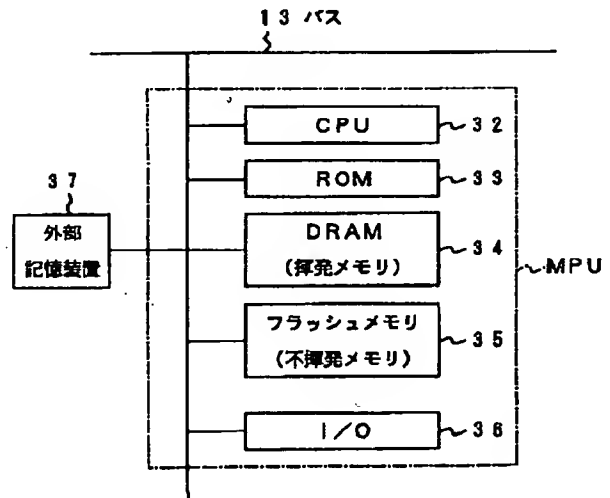 13 バス
CPU
32
37
ROM
33
外部
記憶装置
DRAM
(揮発メモリ)
34
MPU
フラッシュメモリ
(不揮発メモリ)
35
I/O
36